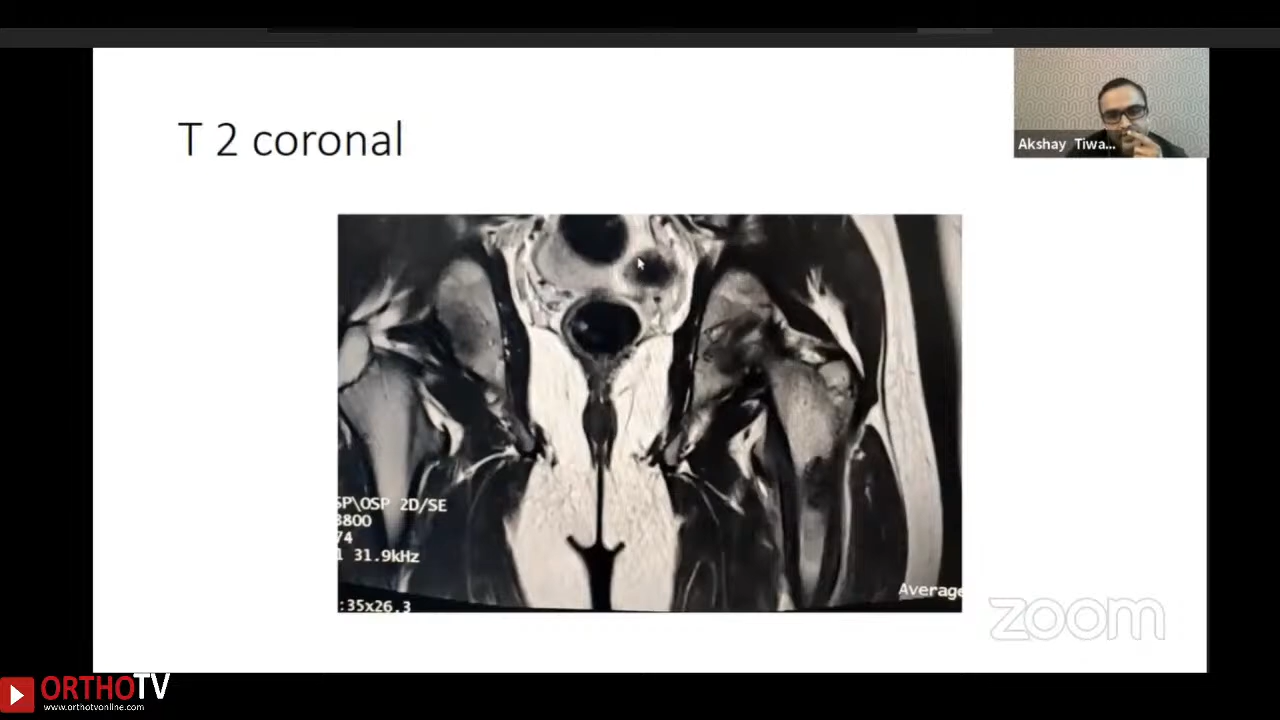 T 2 coronal
Akshay Tiwa...
SP\OSP 2D/SE
3800
74
1 31.9kHz
Average
:35x26.3
zoom
ORTHOTV
www.orthotvonline.com